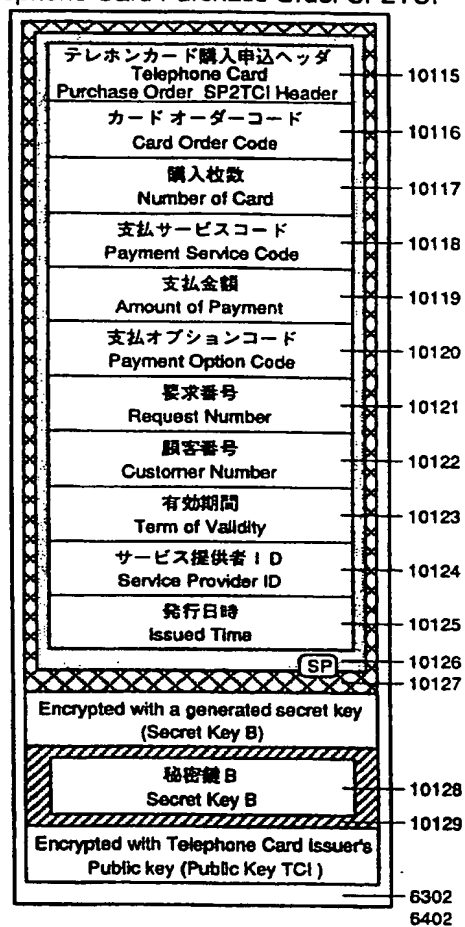 Card Purchase Order
テレホンカード購入申込ヘッダ
Telephone Card
Purchase Order SP2TCI Header
10115
カード オーダーコード
Card Order Code
10116
購入枚数
Number of Card
10117
支払サービスコード
Payment Service Code
10118
支払金額
Amount of Payment
10119
支払オプションコード
Payment Option Code
10120
要求番号
Request Number
10121
顧客番号
Customer Number
10122
有効期間
Term of Validity
10123
サービス提供者ID
Service Provider ID
10124
発行日時
Issued Time
10125
SP
10126
10127
Encrypted with a generated secret key
(Secret Key B)
秘密鍵B
Secret Key B
10128
10129
Encrypted with Telephone Card Issuer's
Public key (Public Key TCI )
6302
6402